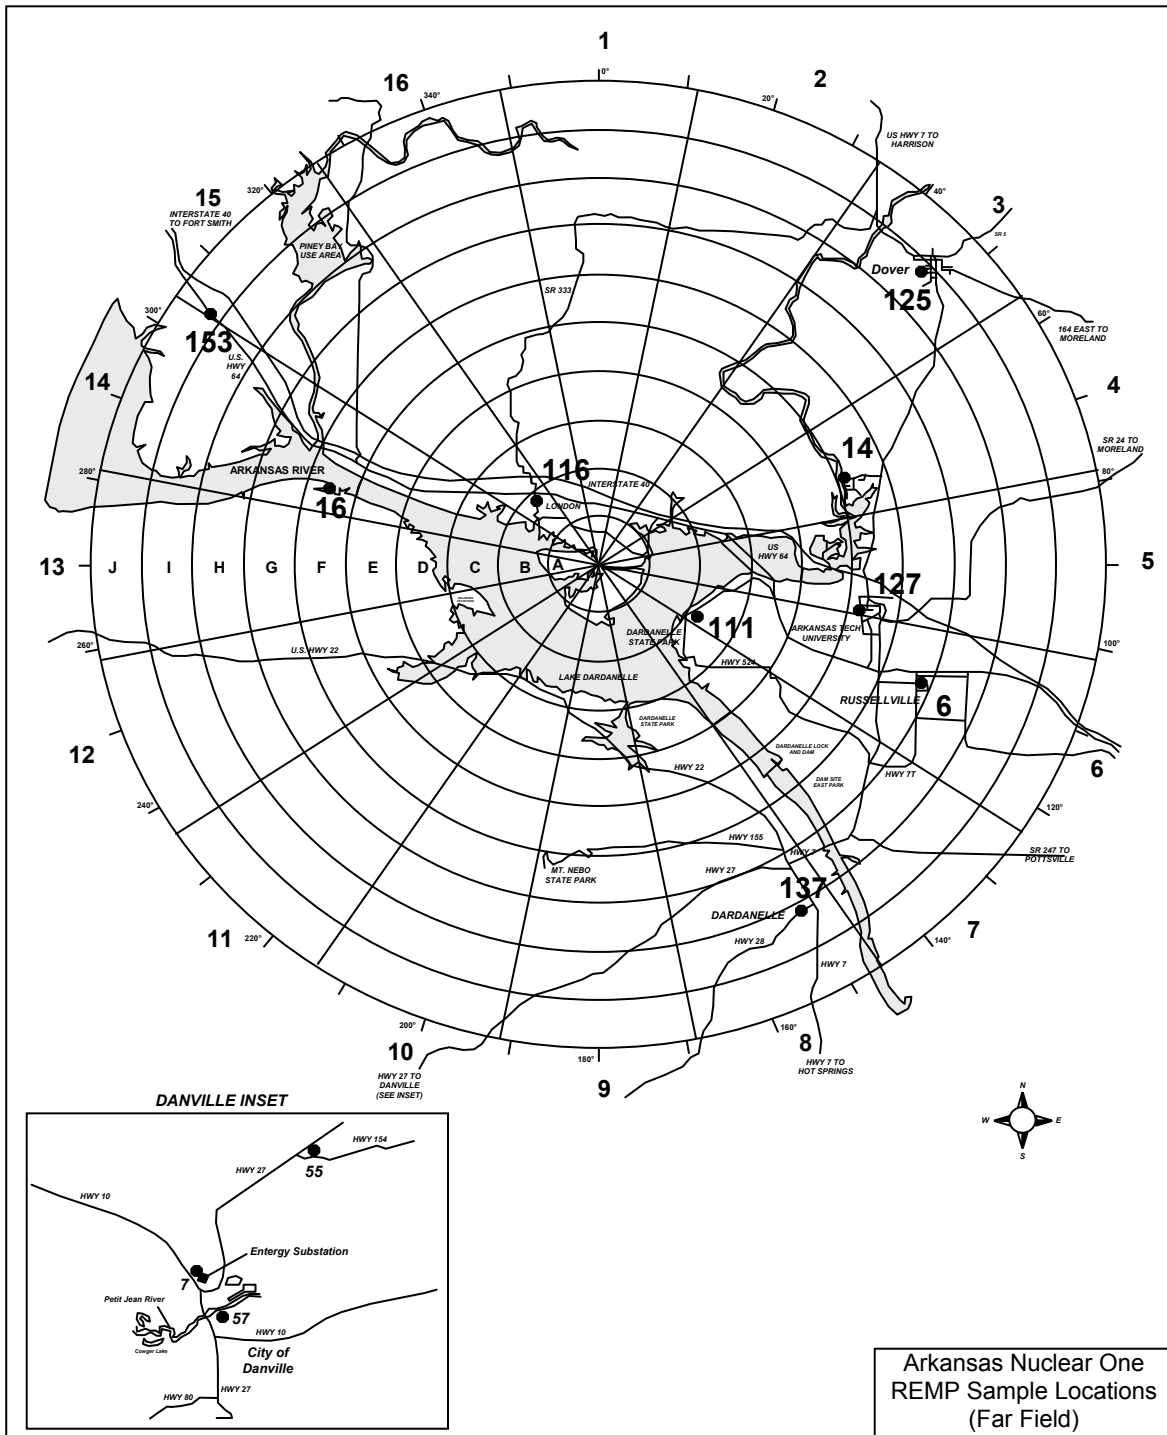 1
0°
16
340°
20°
2
US HWY 7 TO
HARRISON
320°
40°
15
INTERSTATE 40
TO FORT SMITH
3
SR 5
PINEY BAY
USE AREA
Dover
125
SR 333
300°
60°
153
164 EAST TO
MORELAND
U.S.
HWY
64
14
4
SR 24 TO
MORELAND
280°
80°
ARKANSAS RIVER
14
116
INTERSTATE 40
16
LONDON
US
HWY 64
13
J
I
H
G
F
E
D
C
B
A
5
127
111
DARDANELLE
STATE PARK
ARKANSAS TECH
UNIVERSITY
260°
100°
U.S. HWY 22
HWY 524
LAKE DARDANELLE
RUSSELLVILLE
6
DARDANELLE
STATE PARK
12
DARDANELLE LOCK
AND DAM
6
HWY 22
HWY 7T
DAM SITE
EAST PARK
240°
120°
HWY 155
HWY 7
SR 247 TO
POTTSVILLE
MT. NEBO
STATE PARK
HWY 27
137
DARDANELLE
11
220°
HWY 28
7
140°
HWY 7
200°
160°
10
180°
8
HWY 27 TO
DANVILLE
(SEE INSET)
9
HWY 7 TO
HOT SPRINGS
DANVILLE INSET
N
W
E
S
HWY 154
55
HWY 27
HWY 10
Entergy Substation
7
Petit Jean River
57
HWY 10
Cowger Lake
City of
Danville
HWY 80
HWY 27
Arkansas Nuclear One
REMP Sample Locations
(Far Field)